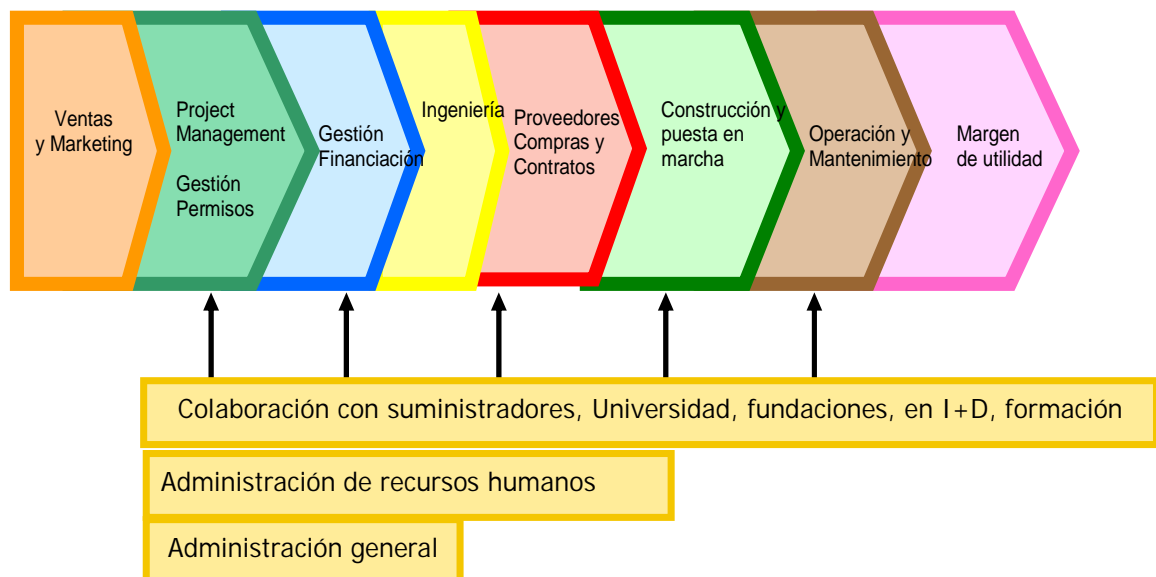 Ventas
y Marketing
Project
Management
Gestión
Permisos
Gestión
Financiación
Ingeniería
Proveedores
Compras y
Contratos
Construcción y
puesta en
marcha
Operación y
Mantenimiento
Margen
de utilidad
Colaboración con suministradores, Universidad, fundaciones, en I+D, formación
Administración de recursos humanos
Administración general